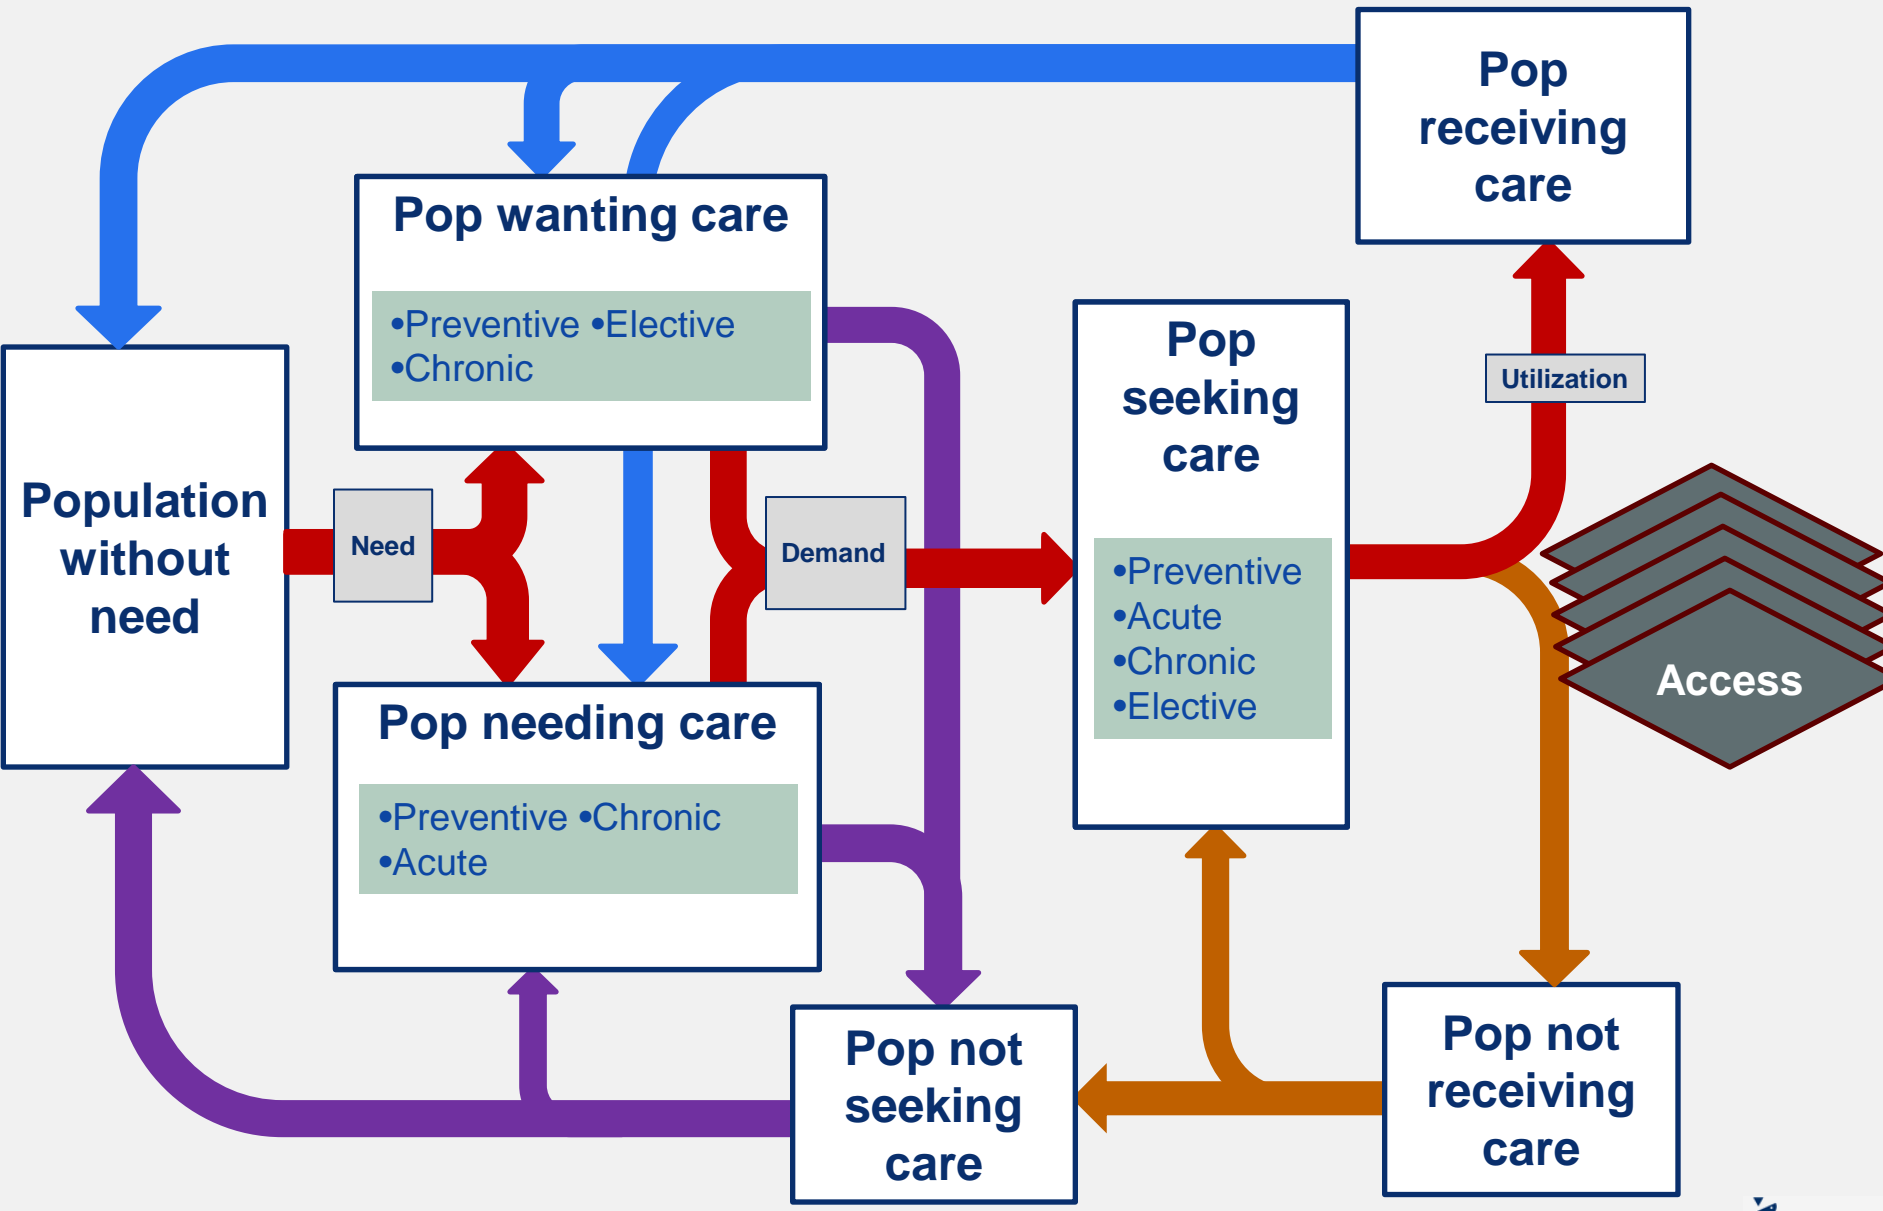 Pop
receiving
care
Pop wanting care
•Preventive •Elective
•Chronic
Pop
seeking
care
•Preventive
•Acute
•Chronic
•Elective
Utilization
Population
without
need
Need
Demand
Access
Pop needing care
•Preventive •Chronic
•Acute
Pop not
seeking
care
Pop not
receiving
care